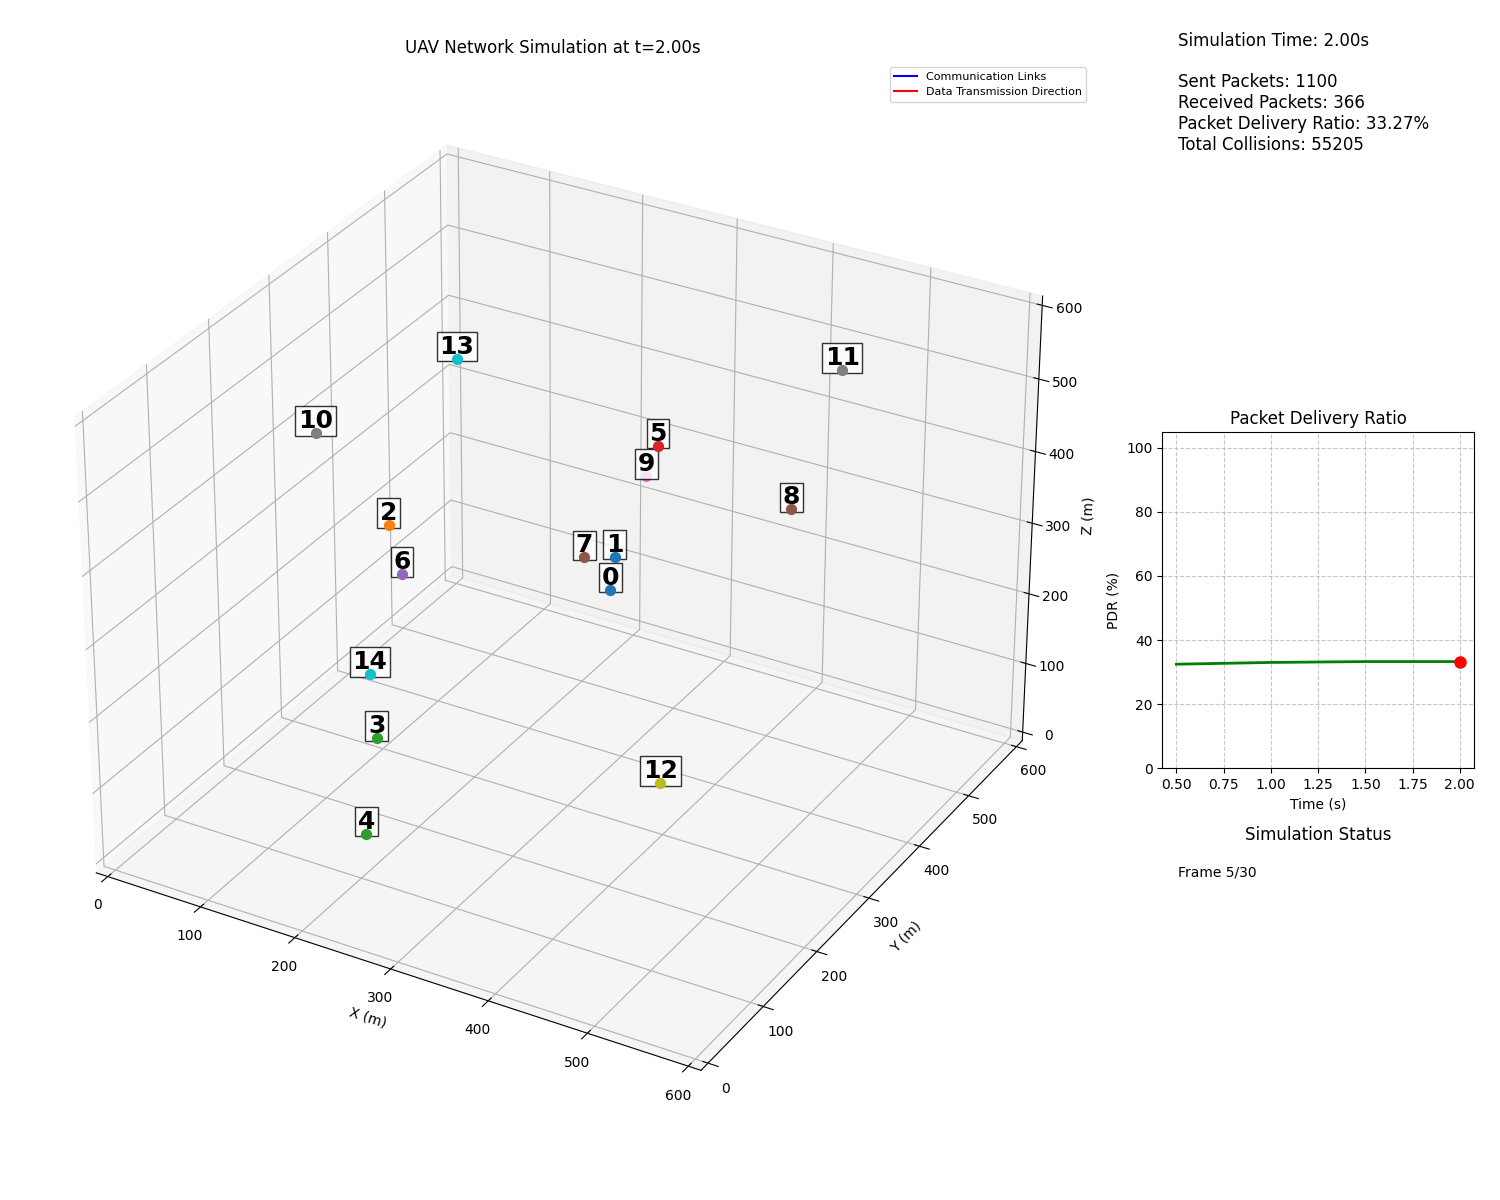 UAV Network Simulation at t=2.00s
Communication Links
Data Transmission Direction
Simulation Time: 2.00s
Sent Packets: 1100
Received Packets: 366
Packet Delivery Ratio: 33.27%
Total Collisions: 55205
13
11
10
5
9
8
2
7
1
6
0
14
3
12
4
600
500
400
300
200
100
0
Z (m)
600
500
400
300
200
100
0
Y (m)
0
100
200
300
400
500
600
X (m)
Packet Delivery Ratio
100
80
60
40
20
0
PDR (%)
0.50 0.75 1.00 1.25 1.50 1.75 2.00
Time (s)
Simulation Status
Frame 5/30